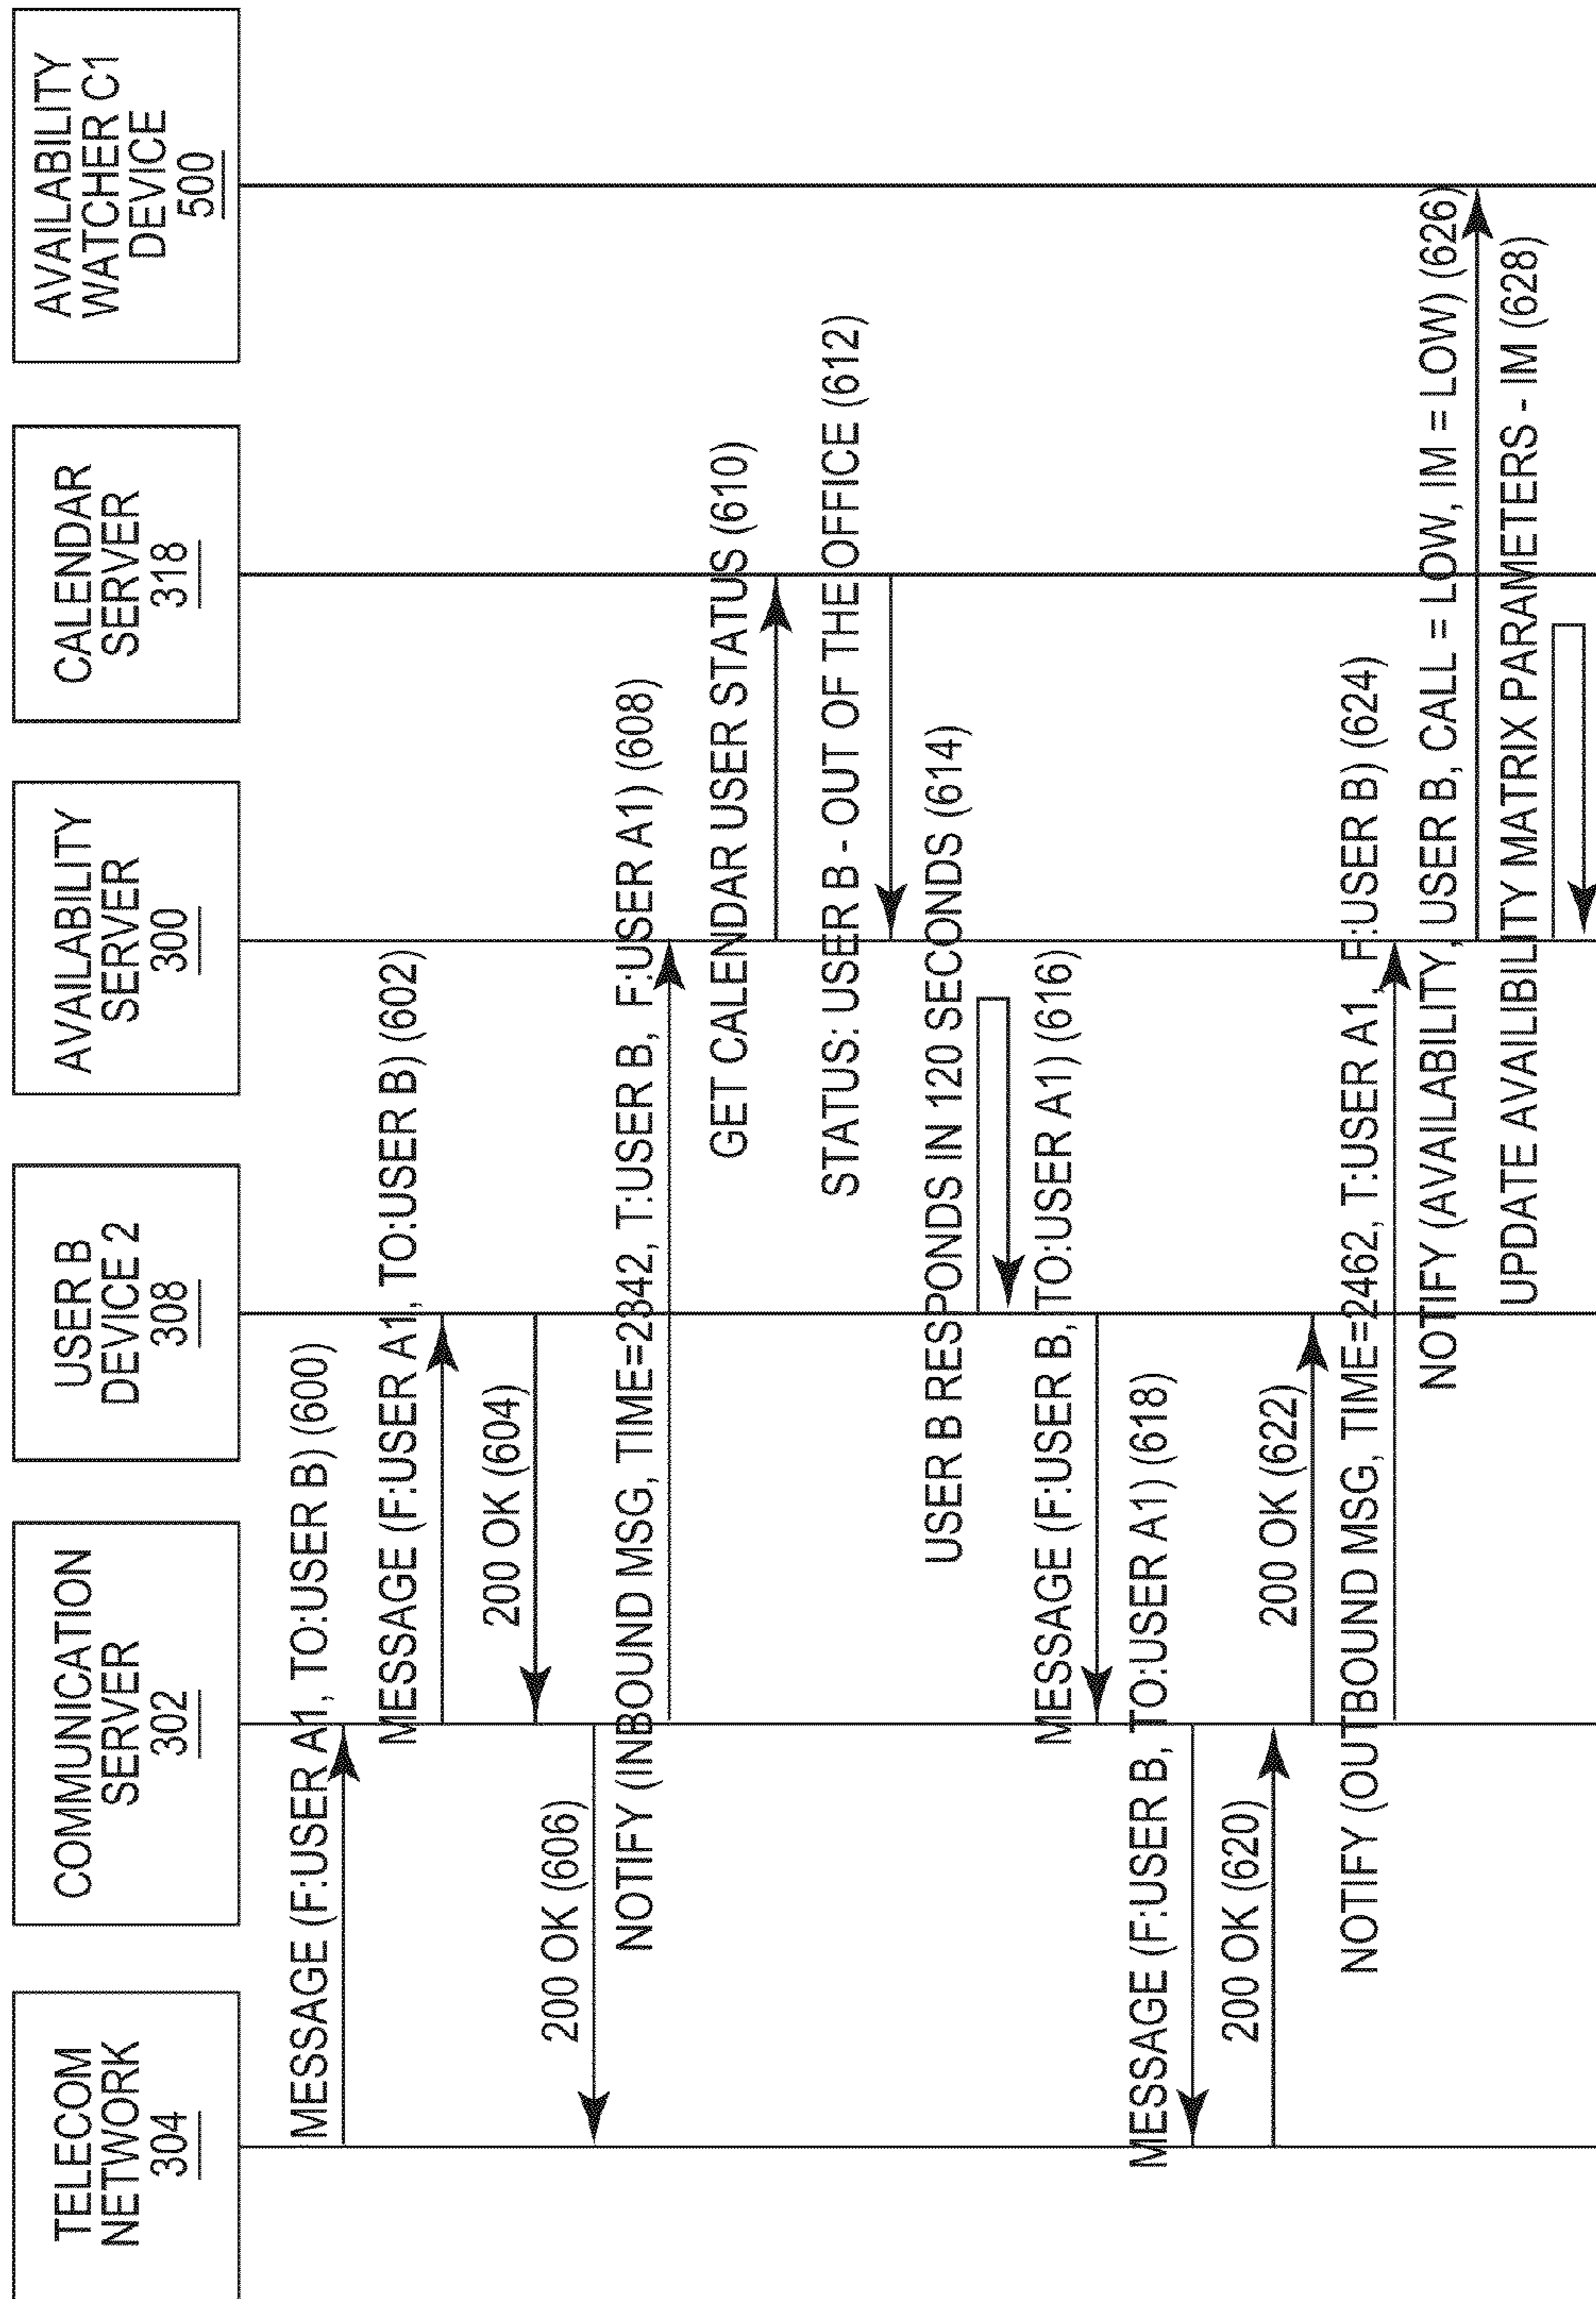 TELECOM
NETWORK
304
COMMUNICATION
SERVER
302
USER B
DEVICE 2
308
AVAILABILITY
SERVER
300
CALENDAR
SERVER
318
AVAILABILITY
WATCHER C1
DEVICE
500
MESSAGE (F:USER A1, TO:USER B) (600)
MESSAGE (F:USER A1, TO:USER B) (602)
200 OK (604)
200 OK (606)
NOTIFY (INBOUND MSG, TIME=2342, T:USER B, F:USER A1) (608)
GET CALENDAR USER STATUS (610)
STATUS: USER B - OUT OF THE OFFICE (612)
USER B RESPONDS IN 120 SECONDS (614)
MESSAGE (F:USER B, TO:USER A1) (616)
MESSAGE (F:USER B, TO:USER A1) (618)
200 OK (620)
200 OK (622)
NOTIFY (OUTBOUND MSG, TIME=2462, T:USER A1, F:USER B) (624)
NOTIFY (AVAILABILITY, USER B, CALL = LOW, IM = LOW) (626)
UPDATE AVAILIBILITY MATRIX PARAMETERS - IM (628)